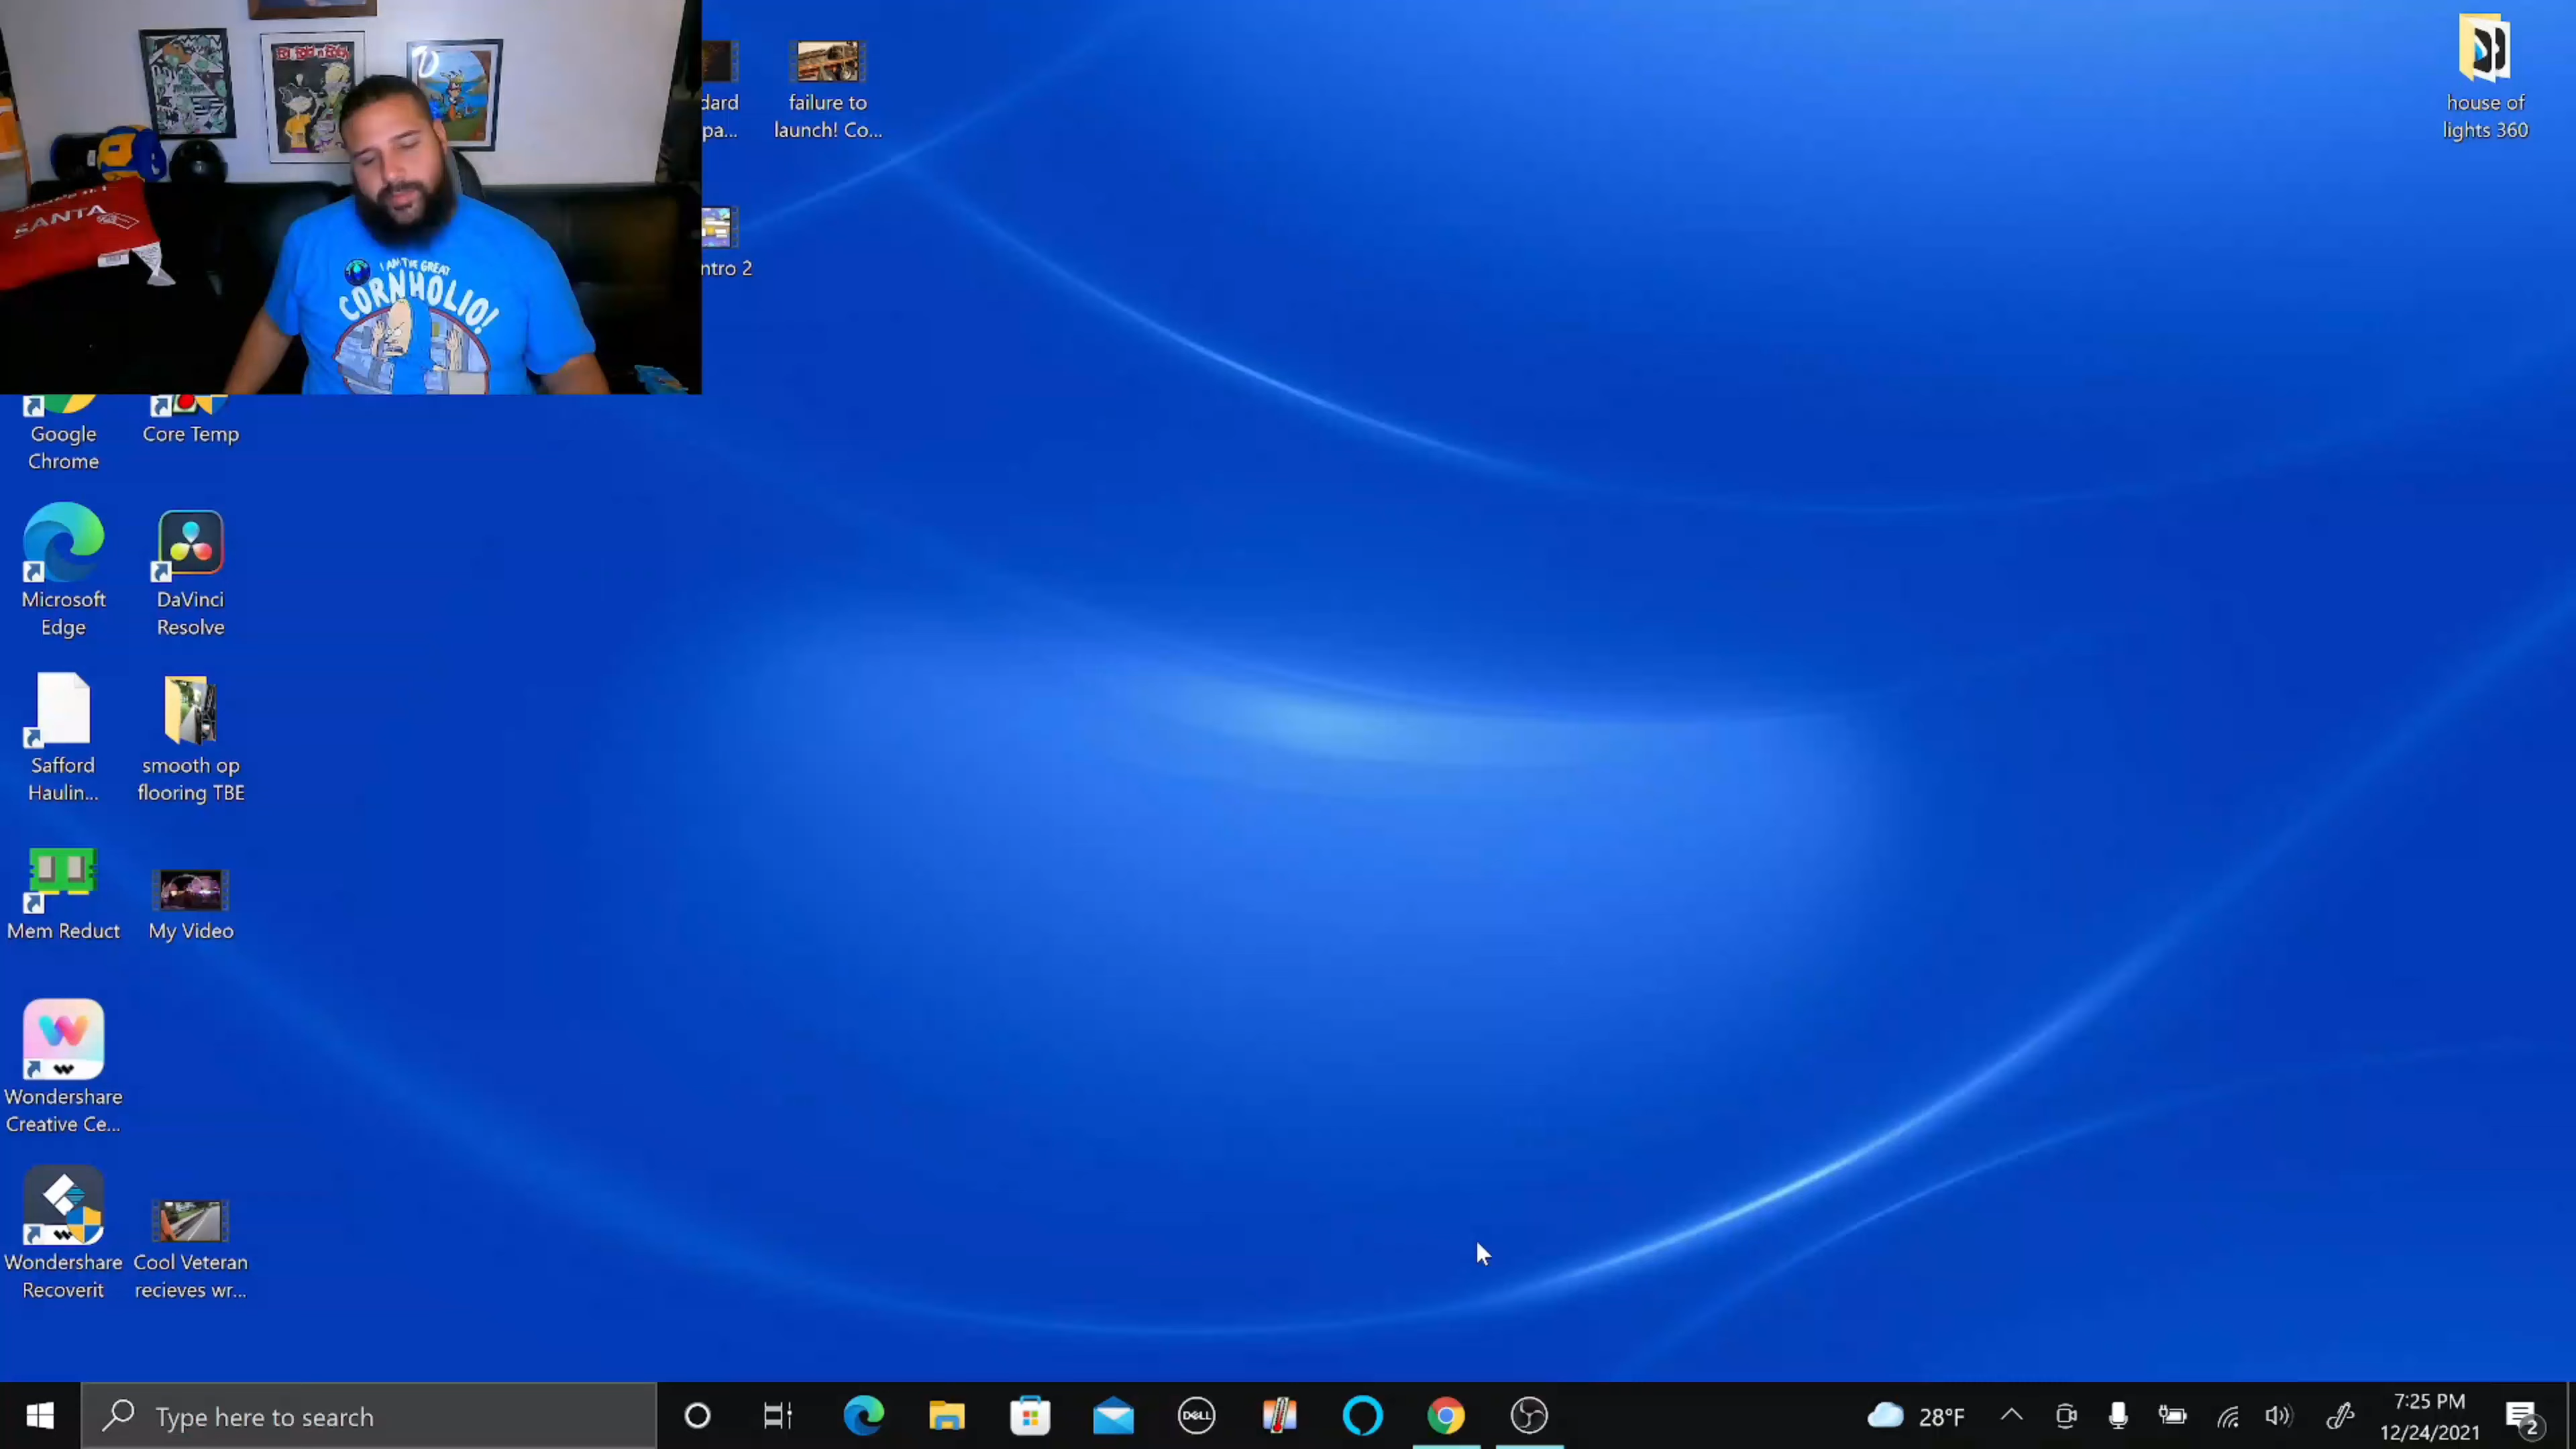 SANTA
I AM THE GREAT
CORNHOLIO!
dard
pa...
failure to
launch! Co...
ntro 2
house of
lights 360
Google
Chrome
Core Temp
Microsoft
Edge
DaVinci
Resolve
Safford
Haulin...
smooth op
flooring TBE
Mem Reduct
My Video
Wondershare
Creative Ce...
Wondershare
Recoverit
Cool Veteran
recieves wr...
Type here to search
DELL
28°F
7:25 PM
12/24/2021
2